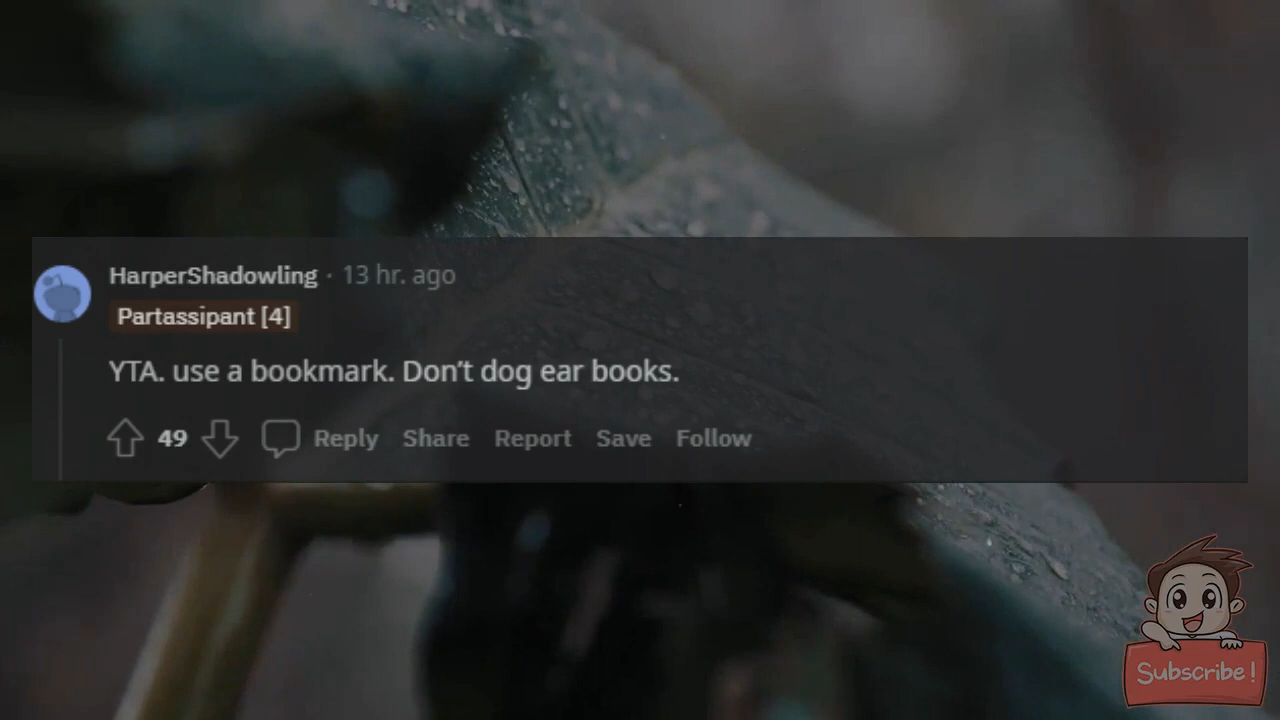 HarperShadowling · 13 hr. ago
Partassipant [4]
YTA. use a bookmark. Don’t dog ear books.
49 Reply Share Report Save Follow
Subscribe!